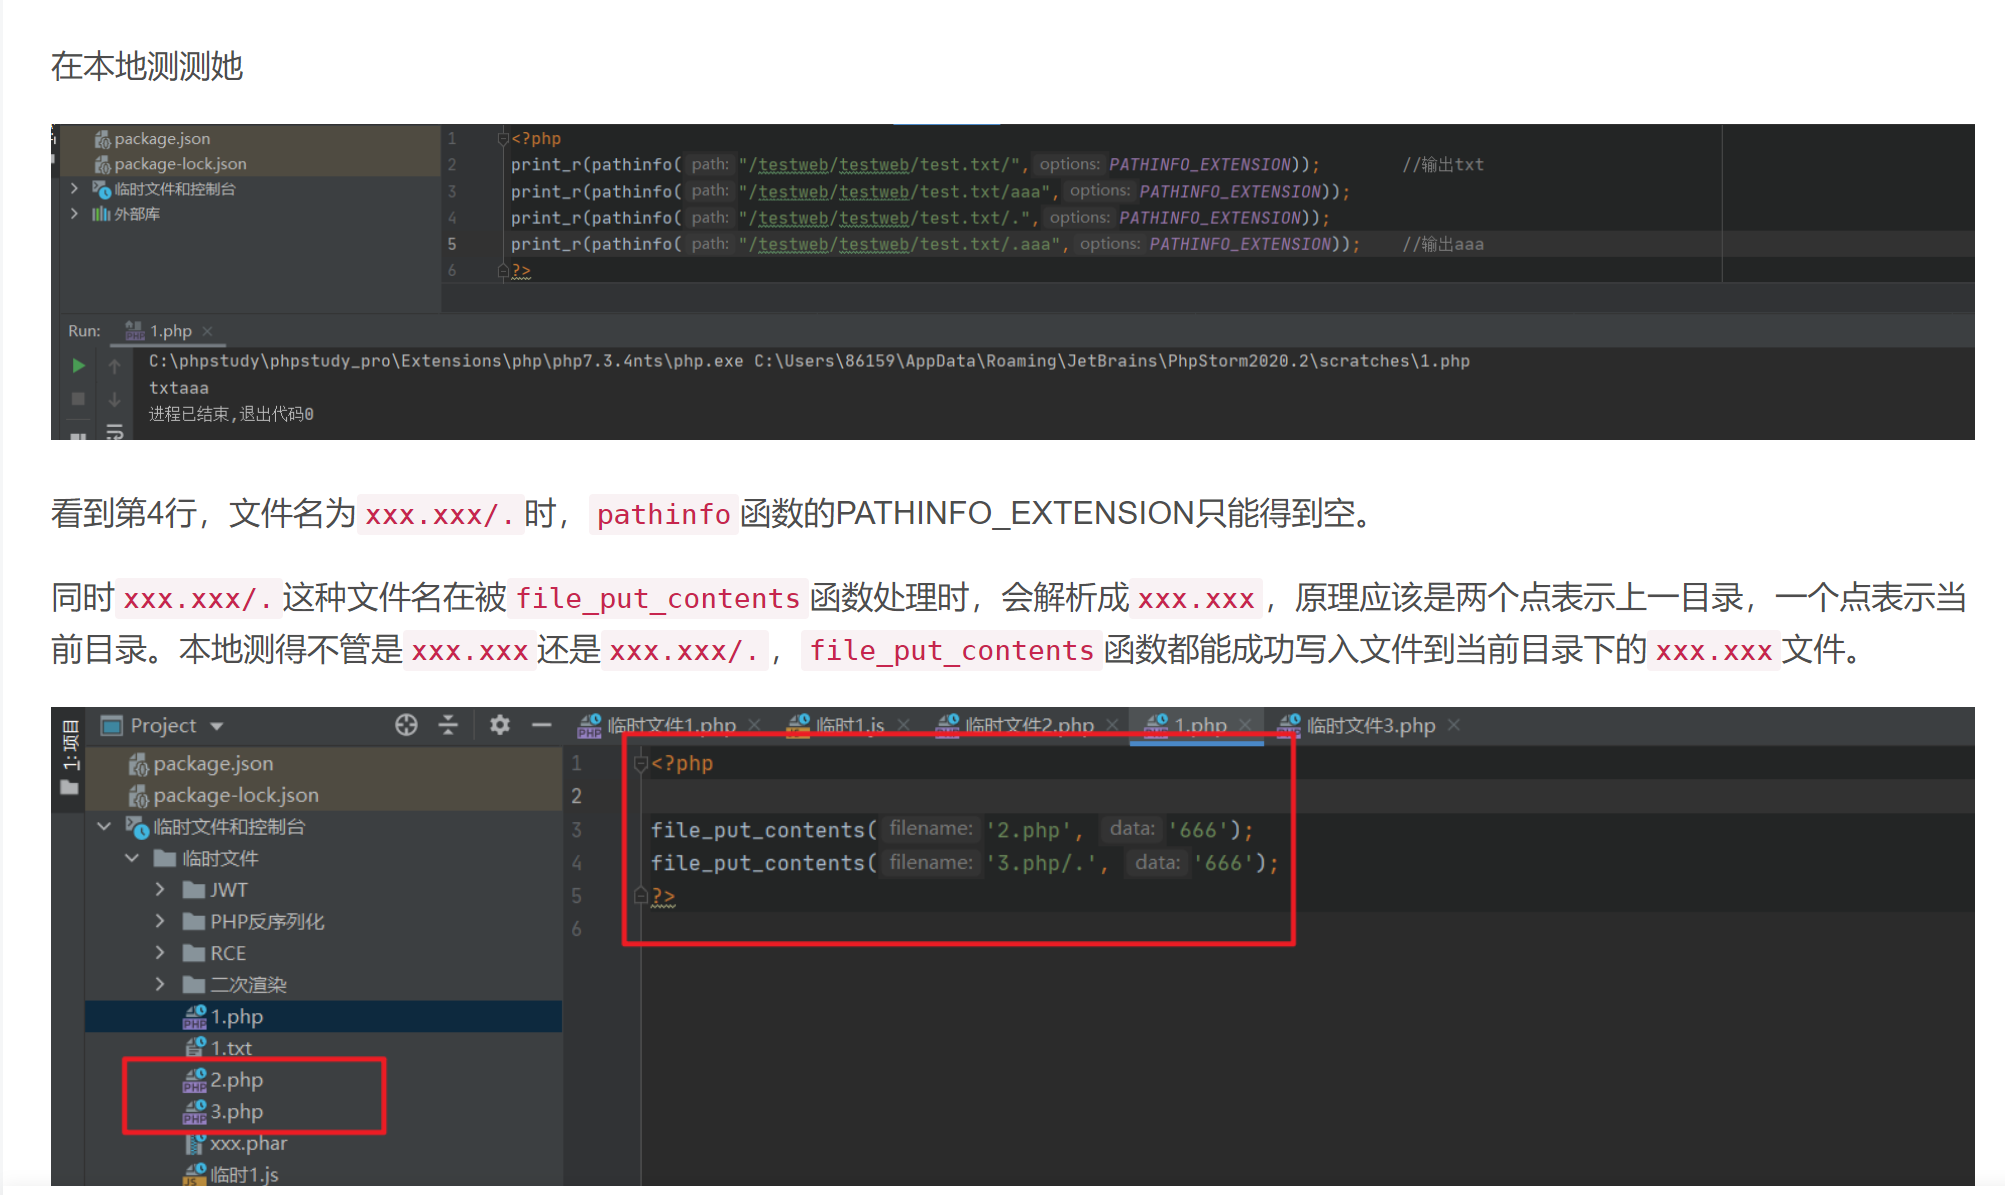 在本地测测她
package.json
package-lock.json
临时文件和控制台
外部库
1 <?php
2 print_r(pathinfo( path: "/testweb/testweb/test.txt/", options: PATHINFO_EXTENSION)); //输出txt
3 print_r(pathinfo( path: "/testweb/testweb/test.txt/aaa", options: PATHINFO_EXTENSION));
4 print_r(pathinfo( path: "/testweb/testweb/test.txt/.", options: PATHINFO_EXTENSION));
5 print_r(pathinfo( path: "/testweb/testweb/test.txt/.aaa", options: PATHINFO_EXTENSION)); //输出aaa
6 ?>
Run: 1.php
C:\phpstudy\phpstudy_pro\Extensions\php\php7.3.4nts\php.exe C:\Users\86159\AppData\Roaming\JetBrains\PhpStorm2020.2\scratches\1.php
txtaaa
进程已结束,退出代码0
看到第4行，文件名为 xxx.xxx/. 时， pathinfo 函数的PATHINFO_EXTENSION只能得到空。
同时 xxx.xxx/. 这种文件名在被 file_put_contents 函数处理时，会解析成 xxx.xxx ，原理应该是两个点表示上一目录，一个点表示当
前目录。本地测得不管是 xxx.xxx 还是 xxx.xxx/. ， file_put_contents 函数都能成功写入文件到当前目录下的 xxx.xxx 文件。
1:项目
Project
临时文件1.php 临时1.js 临时文件2.php 1.php 临时文件3.php
package.json
package-lock.json
临时文件和控制台
临时文件
JWT
PHP反序列化
RCE
二次渲染
1.php
1.txt
2.php
3.php
xxx.phar
临时1.js
1 <?php
2
3 file_put_contents( filename: '2.php', data: '666');
4 file_put_contents( filename: '3.php/.', data: '666');
5 ?>
6